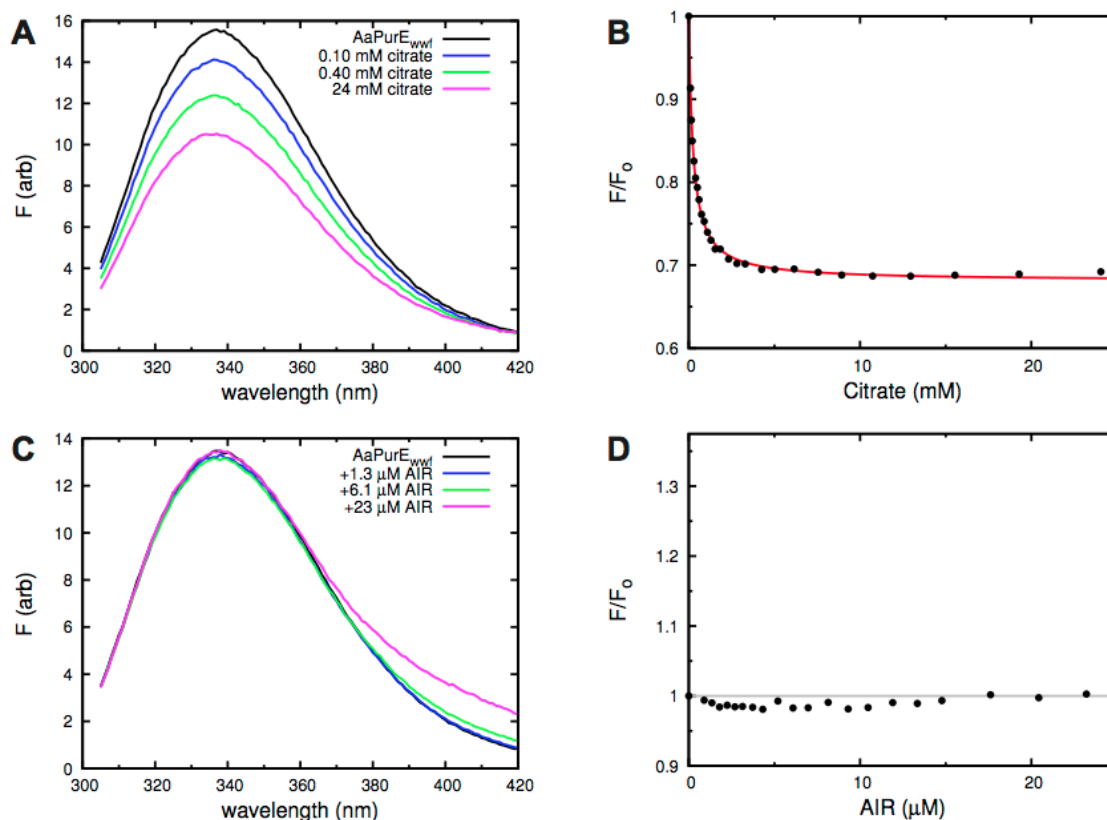 A
F (arb)
16
14
12
10
8
6
4
2
0
300 320 340 360 380 400 420
wavelength (nm)
AaPurEwwf
0.10 mM citrate
0.40 mM citrate
24 mM citrate
B
F/Fo
1
0.9
0.8
0.7
0.6
0 10 20
Citrate (mM)
C
F (arb)
14
12
10
8
6
4
2
0
300 320 340 360 380 400 420
wavelength (nm)
AaPurEwwf
+1.3 μM AIR
+6.1 μM AIR
+23 μM AIR
D
F/Fo
1.3
1.2
1.1
1
0.9
0 10 20
AIR (μM)